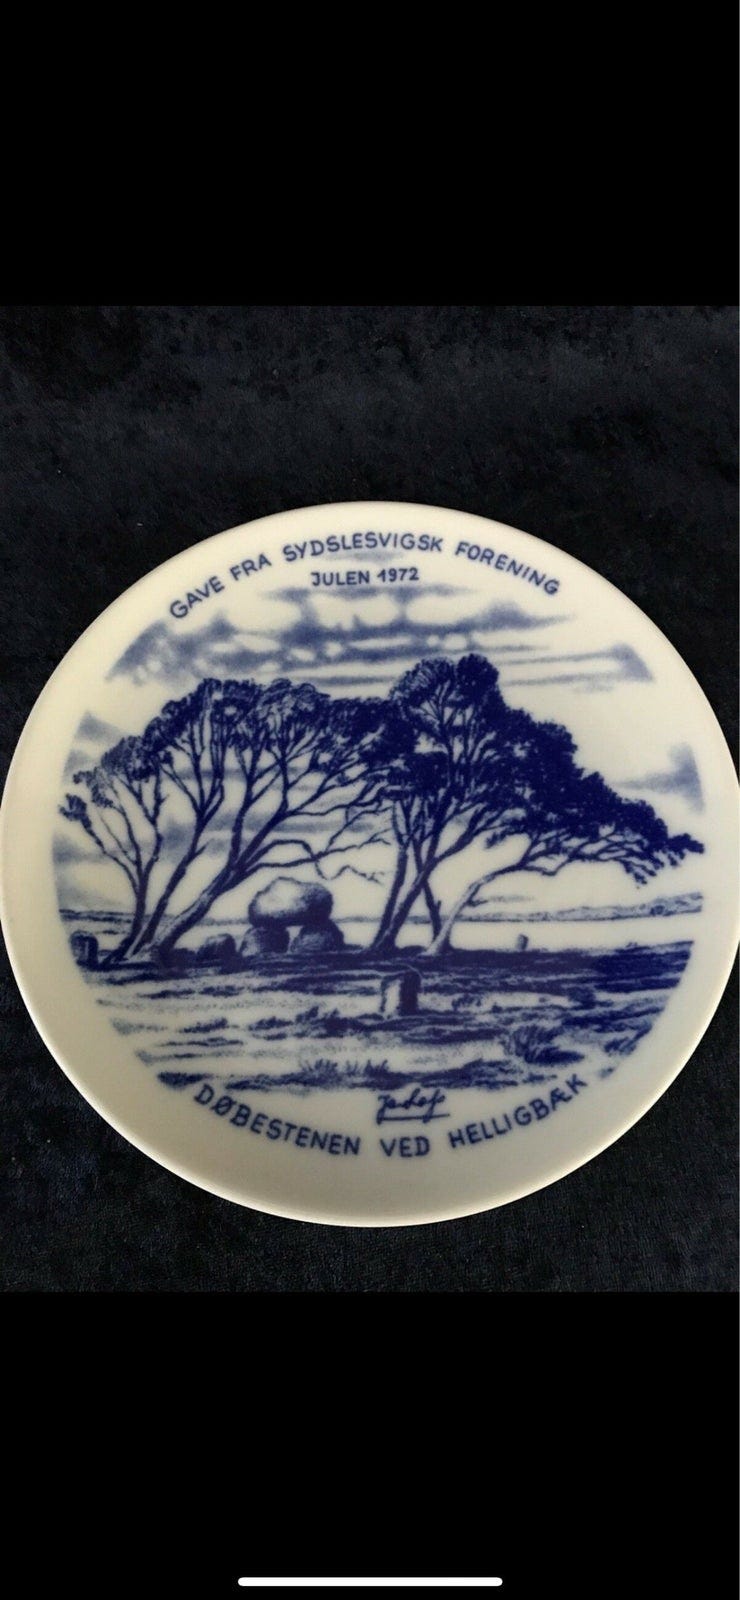 GAVE FRA SYDSLESVIGSK FORENING
JULEN 1972
DØBESTENEN VED HELLIGBÆK